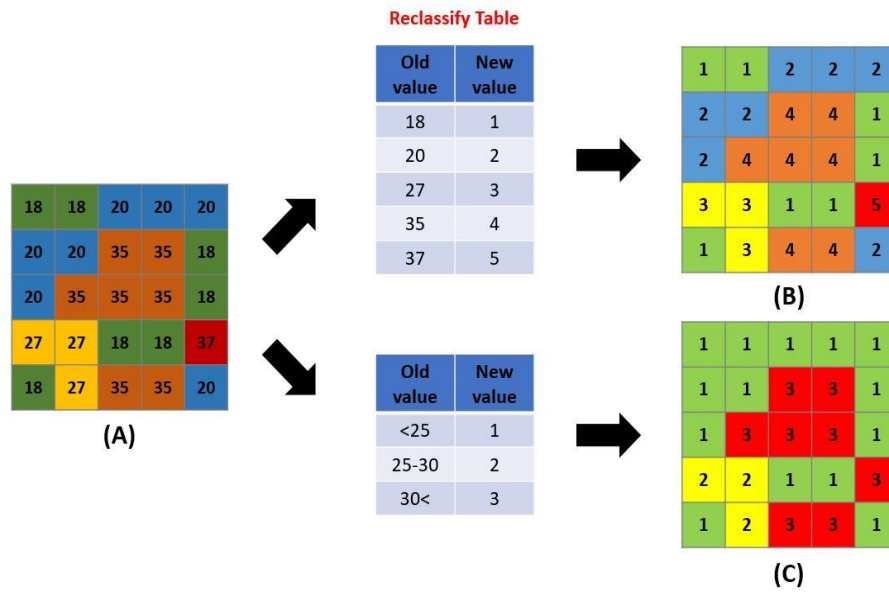 Reclassify Table
Old value New value
18 1
20 2
27 3
35 4
37 5
18 18 20 20 20
20 20 35 35 18
20 35 35 35 18
27 27 18 18 37
18 27 35 35 20
(A)
1 1 2 2 2
2 2 4 4 1
2 4 4 4 1
3 3 1 1 5
1 3 4 4 2
(B)
Old value New value
<25 1
25-30 2
30< 3
1 1 1 1 1
1 1 3 3 1
1 3 3 3 1
2 2 1 1 3
1 2 3 3 1
(C)